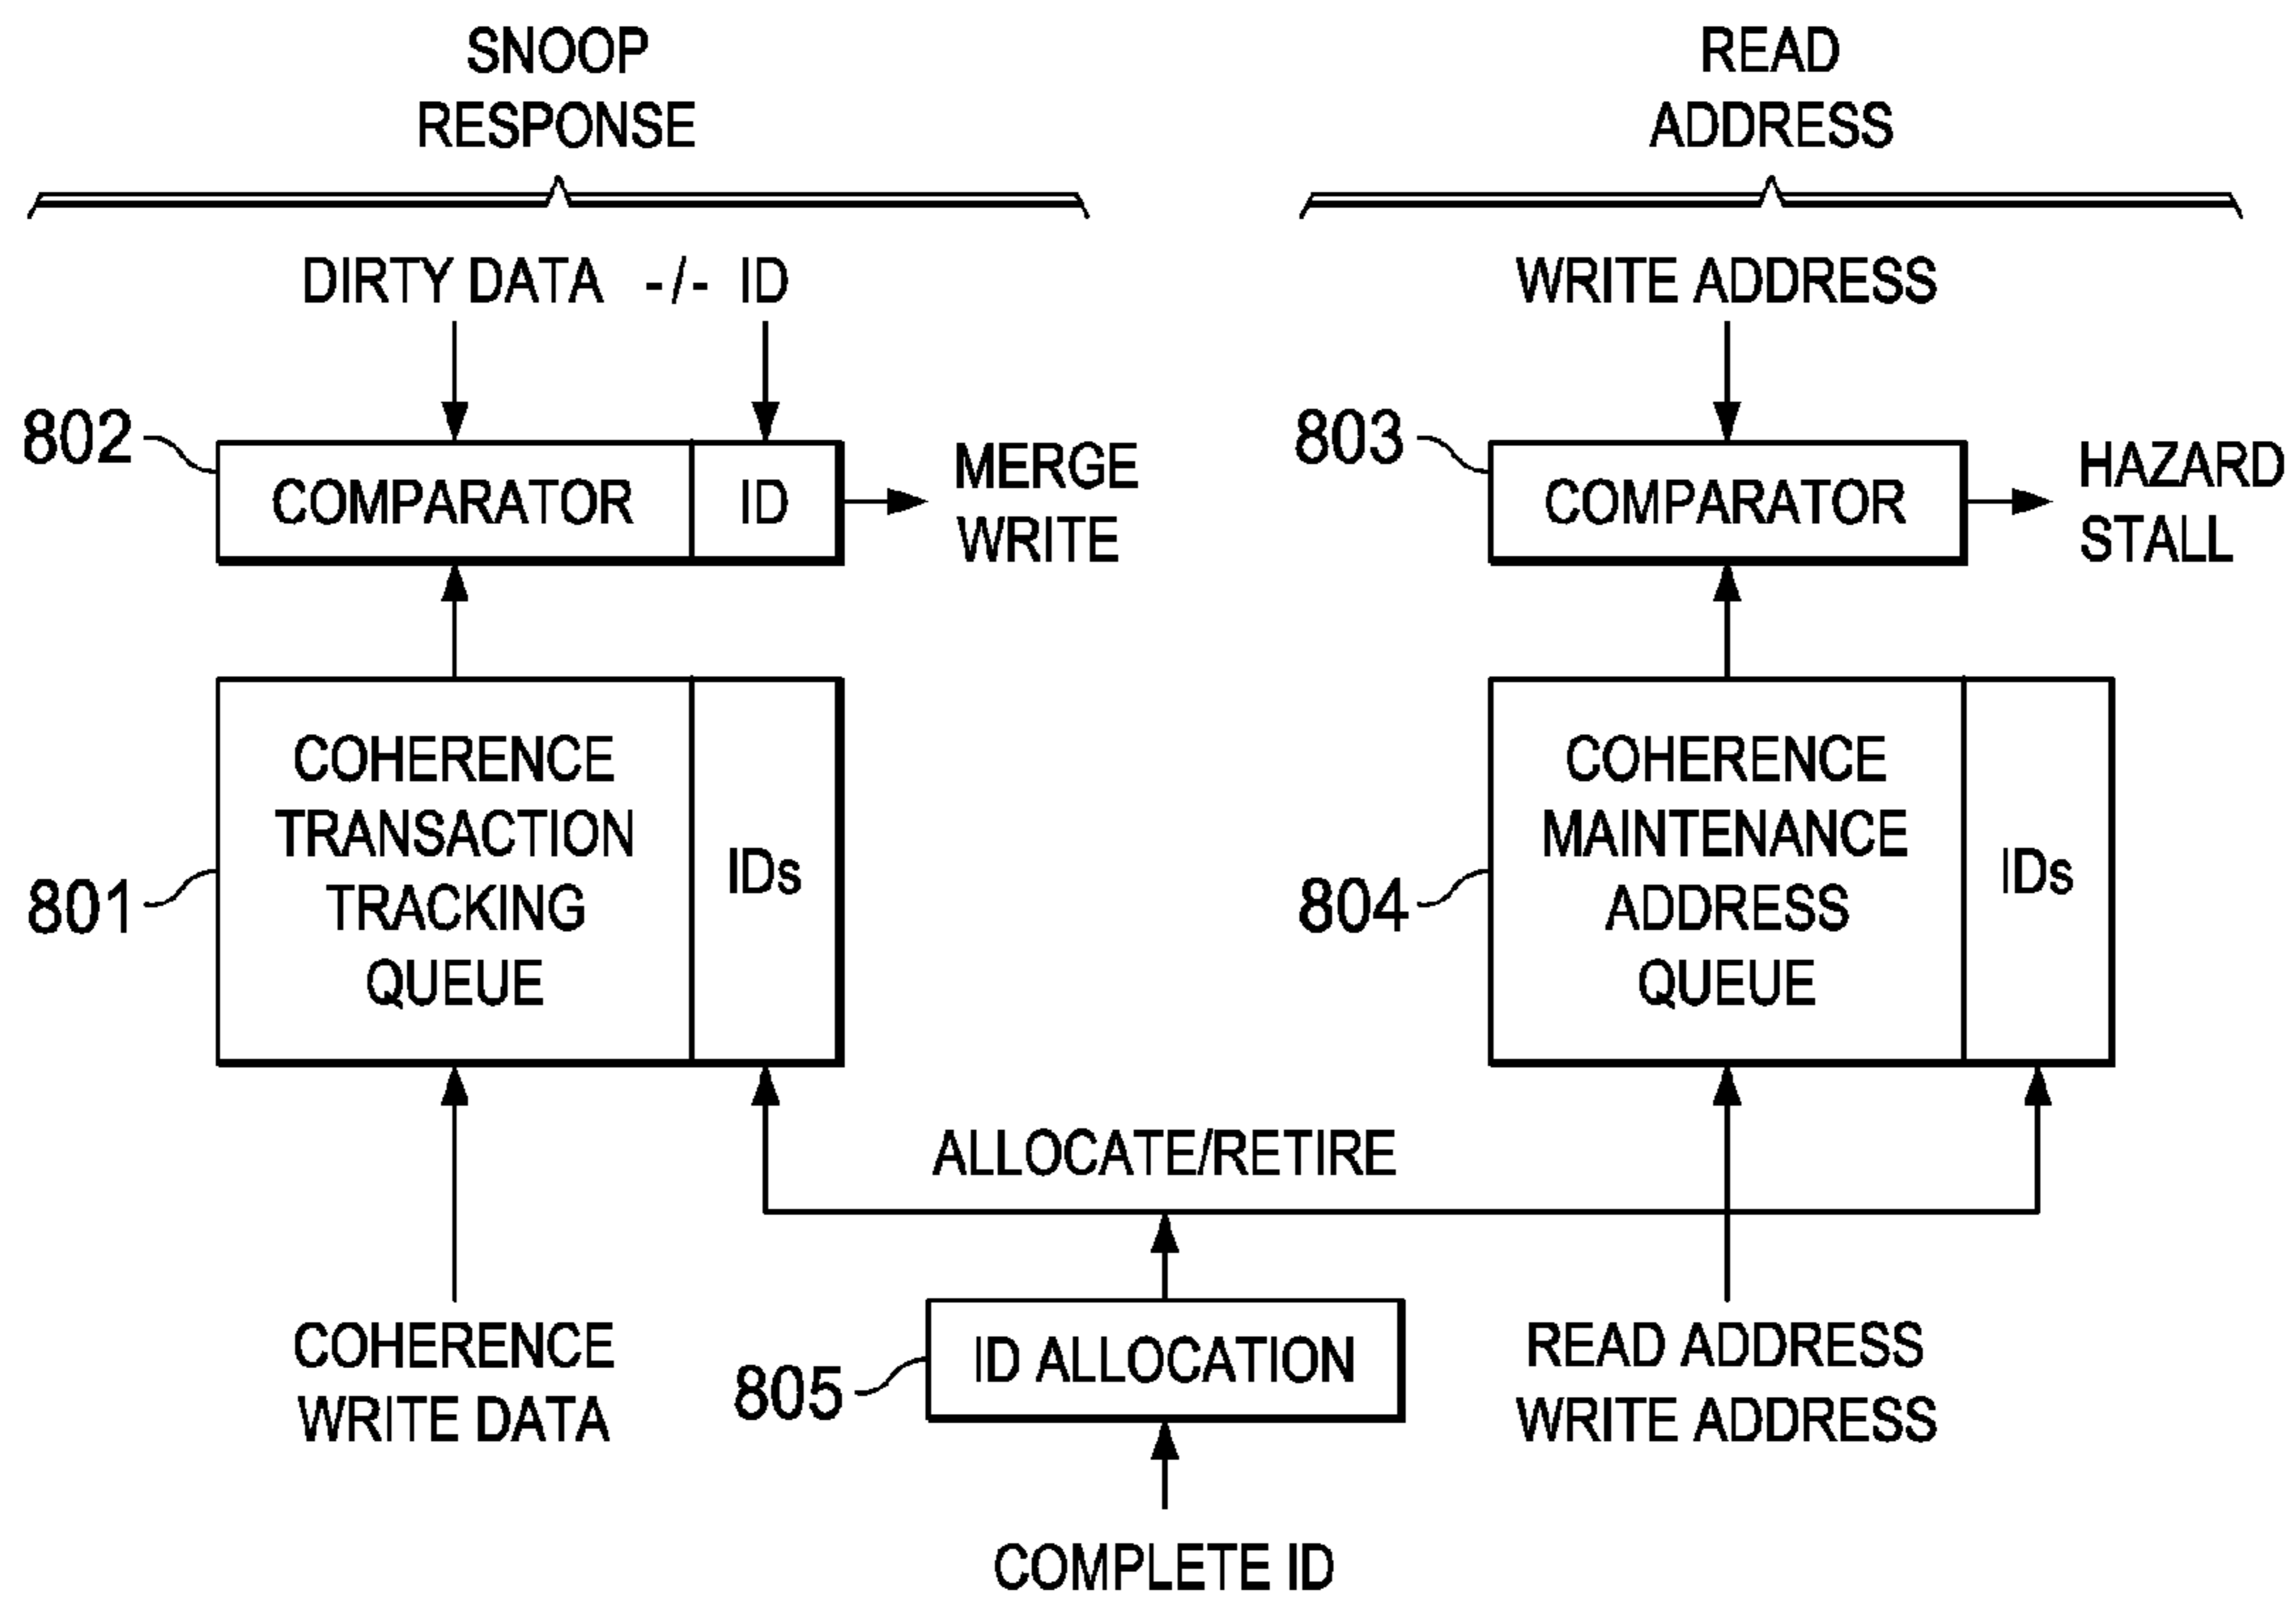 SNOOP
RESPONSE
READ
ADDRESS
DIRTY DATA -/- ID
WRITE ADDRESS
802
COMPARATOR
ID
MERGE
WRITE
803
COMPARATOR
HAZARD
STALL
801
COHERENCE
TRANSACTION
TRACKING
QUEUE
IDs
804
COHERENCE
MAINTENANCE
ADDRESS
QUEUE
IDs
ALLOCATE/RETIRE
COHERENCE
WRITE DATA
805
ID ALLOCATION
READ ADDRESS
WRITE ADDRESS
COMPLETE ID